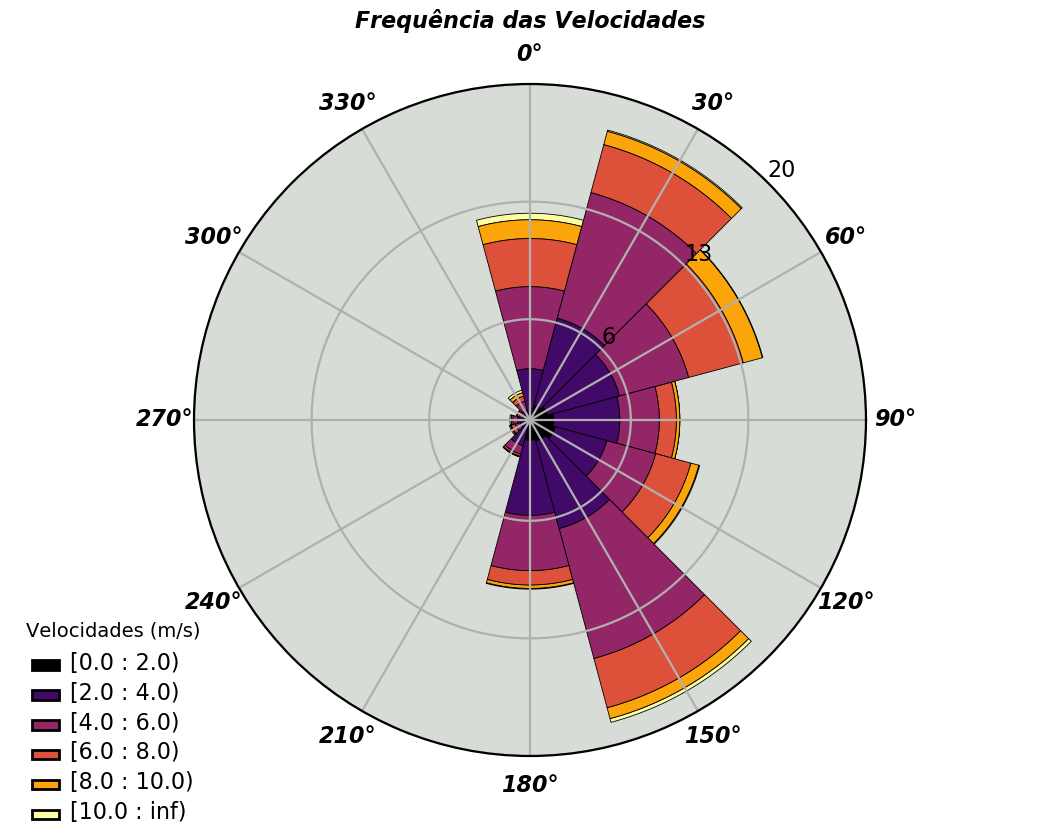 Frequência das Velocidades
0°
330°
30°
20
300°
60°
13
6
270°
90°
240°
120°
210°
150°
180°
Velocidades (m/s)
[0.0 : 2.0)
[2.0 : 4.0)
[4.0 : 6.0)
[6.0 : 8.0)
[8.0 : 10.0)
[10.0 : inf)